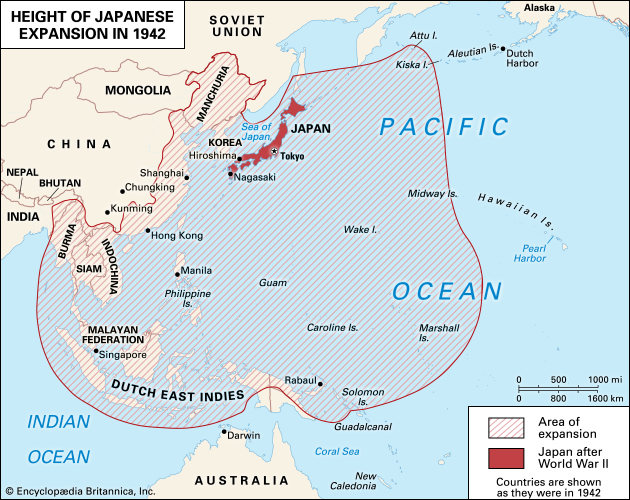 HEIGHT OF JAPANESE
EXPANSION IN 1942
SOVIET
UNION
Alaska
Attu I.
Aleutian Is.
Kiska I.
Dutch
Harbor
MONGOLIA
MANCHURIA
Sea of
Japan
JAPAN
PACIFIC
KOREA
CHINA
Hiroshima
Tokyo
Nagasaki
NEPAL
Shanghai
BHUTAN
Chungking
Midway Is.
Hawaiian Is.
INDIA
Kunming
Hong Kong
Wake I.
Pearl
Harbor
BURMA
INDOCHINA
SIAM
Manila
Guam
Philippine
Is.
OCEAN
MALAYAN
FEDERATION
Caroline Is.
Marshall
Is.
Singapore
DUTCH EAST INDIES
Rabaul
Solomon
Is.
0 500 1000 mi
0 800 1600 km
INDIAN
OCEAN
Guadalcanal
Darwin
Coral Sea
AUSTRALIA
New
Caledonia
Area of
expansion
Japan after
World War II
Countries are shown
as they were in 1942
© Encyclopædia Britannica, Inc.